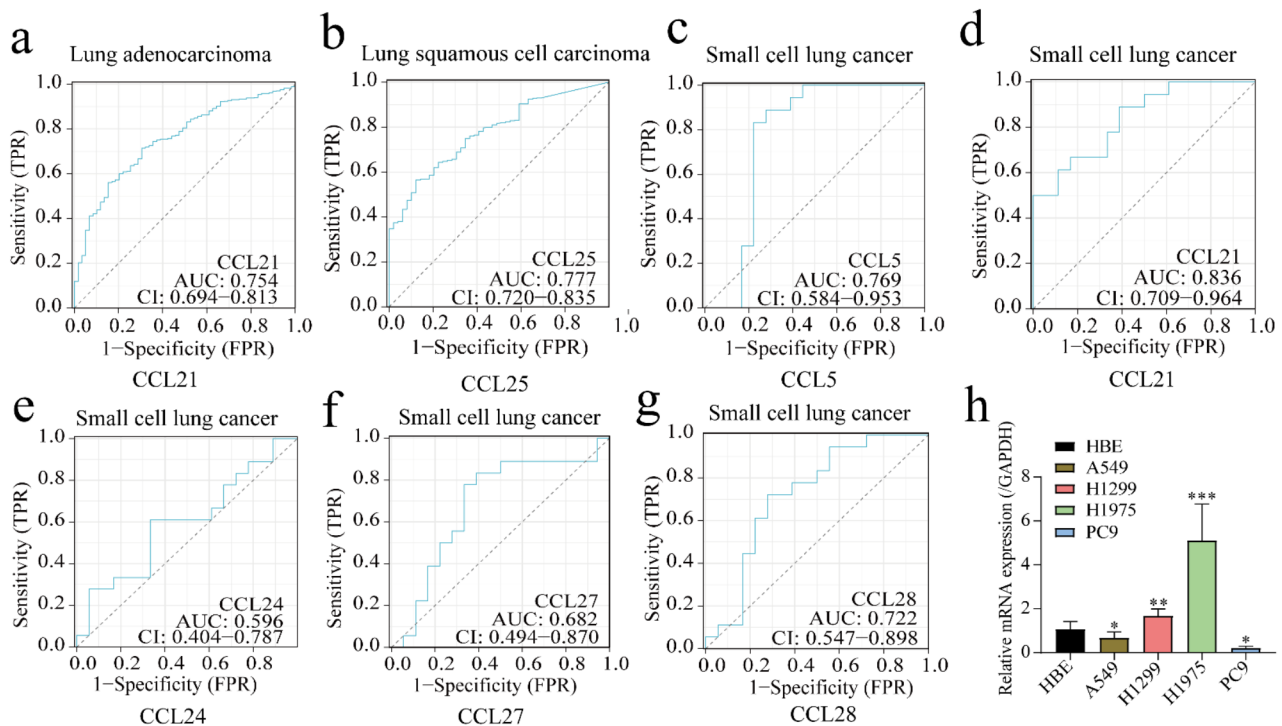 a
Lung adenocarcinoma
Sensitivity (TPR)
1.0
0.8
0.6
0.4
0.2
0.0
CCL21
AUC: 0.754
CI: 0.694–0.813
0 0.2 0.4 0.6 0.8 1.0
1−Specificity (FPR)
CCL21
b
Lung squamous cell carcinoma
Sensitivity (TPR)
1.0
0.8
0.6
0.4
0.2
0.0
CCL25
AUC: 0.777
CI: 0.720–0.835
0.0 0.2 0.4 0.6 0.8 1.0
1−Specificity (FPR)
CCL25
c
Small cell lung cancer
Sensitivity (TPR)
1.0
0.8
0.6
0.4
0.2
0.0
CCL5
AUC: 0.769
CI: 0.584–0.953
0.0 0.2 0.4 0.6 0.8 1.0
1−Specificity (FPR)
CCL5
d
Small cell lung cancer
Sensitivity (TPR)
1.0
0.8
0.6
0.4
0.2
0.0
CCL21
AUC: 0.836
CI: 0.709–0.964
0.0 0.2 0.4 0.6 0.8 1.0
1−Specificity (FPR)
CCL21
e
Small cell lung cancer
Sensitivity (TPR)
1.0
0.8
0.6
0.4
0.2
0.0
CCL24
AUC: 0.596
CI: 0.404–0.787
0.0 0.2 0.4 0.6 0.8
1−Specificity (FPR)
CCL24
f
Small cell lung cancer
Sensitivity (TPR)
1.0
0.8
0.6
0.4
0.2
0.0
CCL27
AUC: 0.682
CI: 0.494–0.870
0.0 0.2 0.4 0.6 0.8 1.0
1−Specificity (FPR)
CCL27
g
Small cell lung cancer
Sensitivity (TPR)
1.0
0.8
0.6
0.4
0.2
0.0
CCL28
AUC: 0.722
CI: 0.547–0.898
0.0 0.2 0.4 0.6 0.8 1.0
1−Specificity (FPR)
CCL28
h
Relative mRNA expression (/GAPDH)
HBE
A549
H1299
H1975
PC9
8
6
4
2
0
* ** *** *
HBE A549 H1299 H1975 PC9